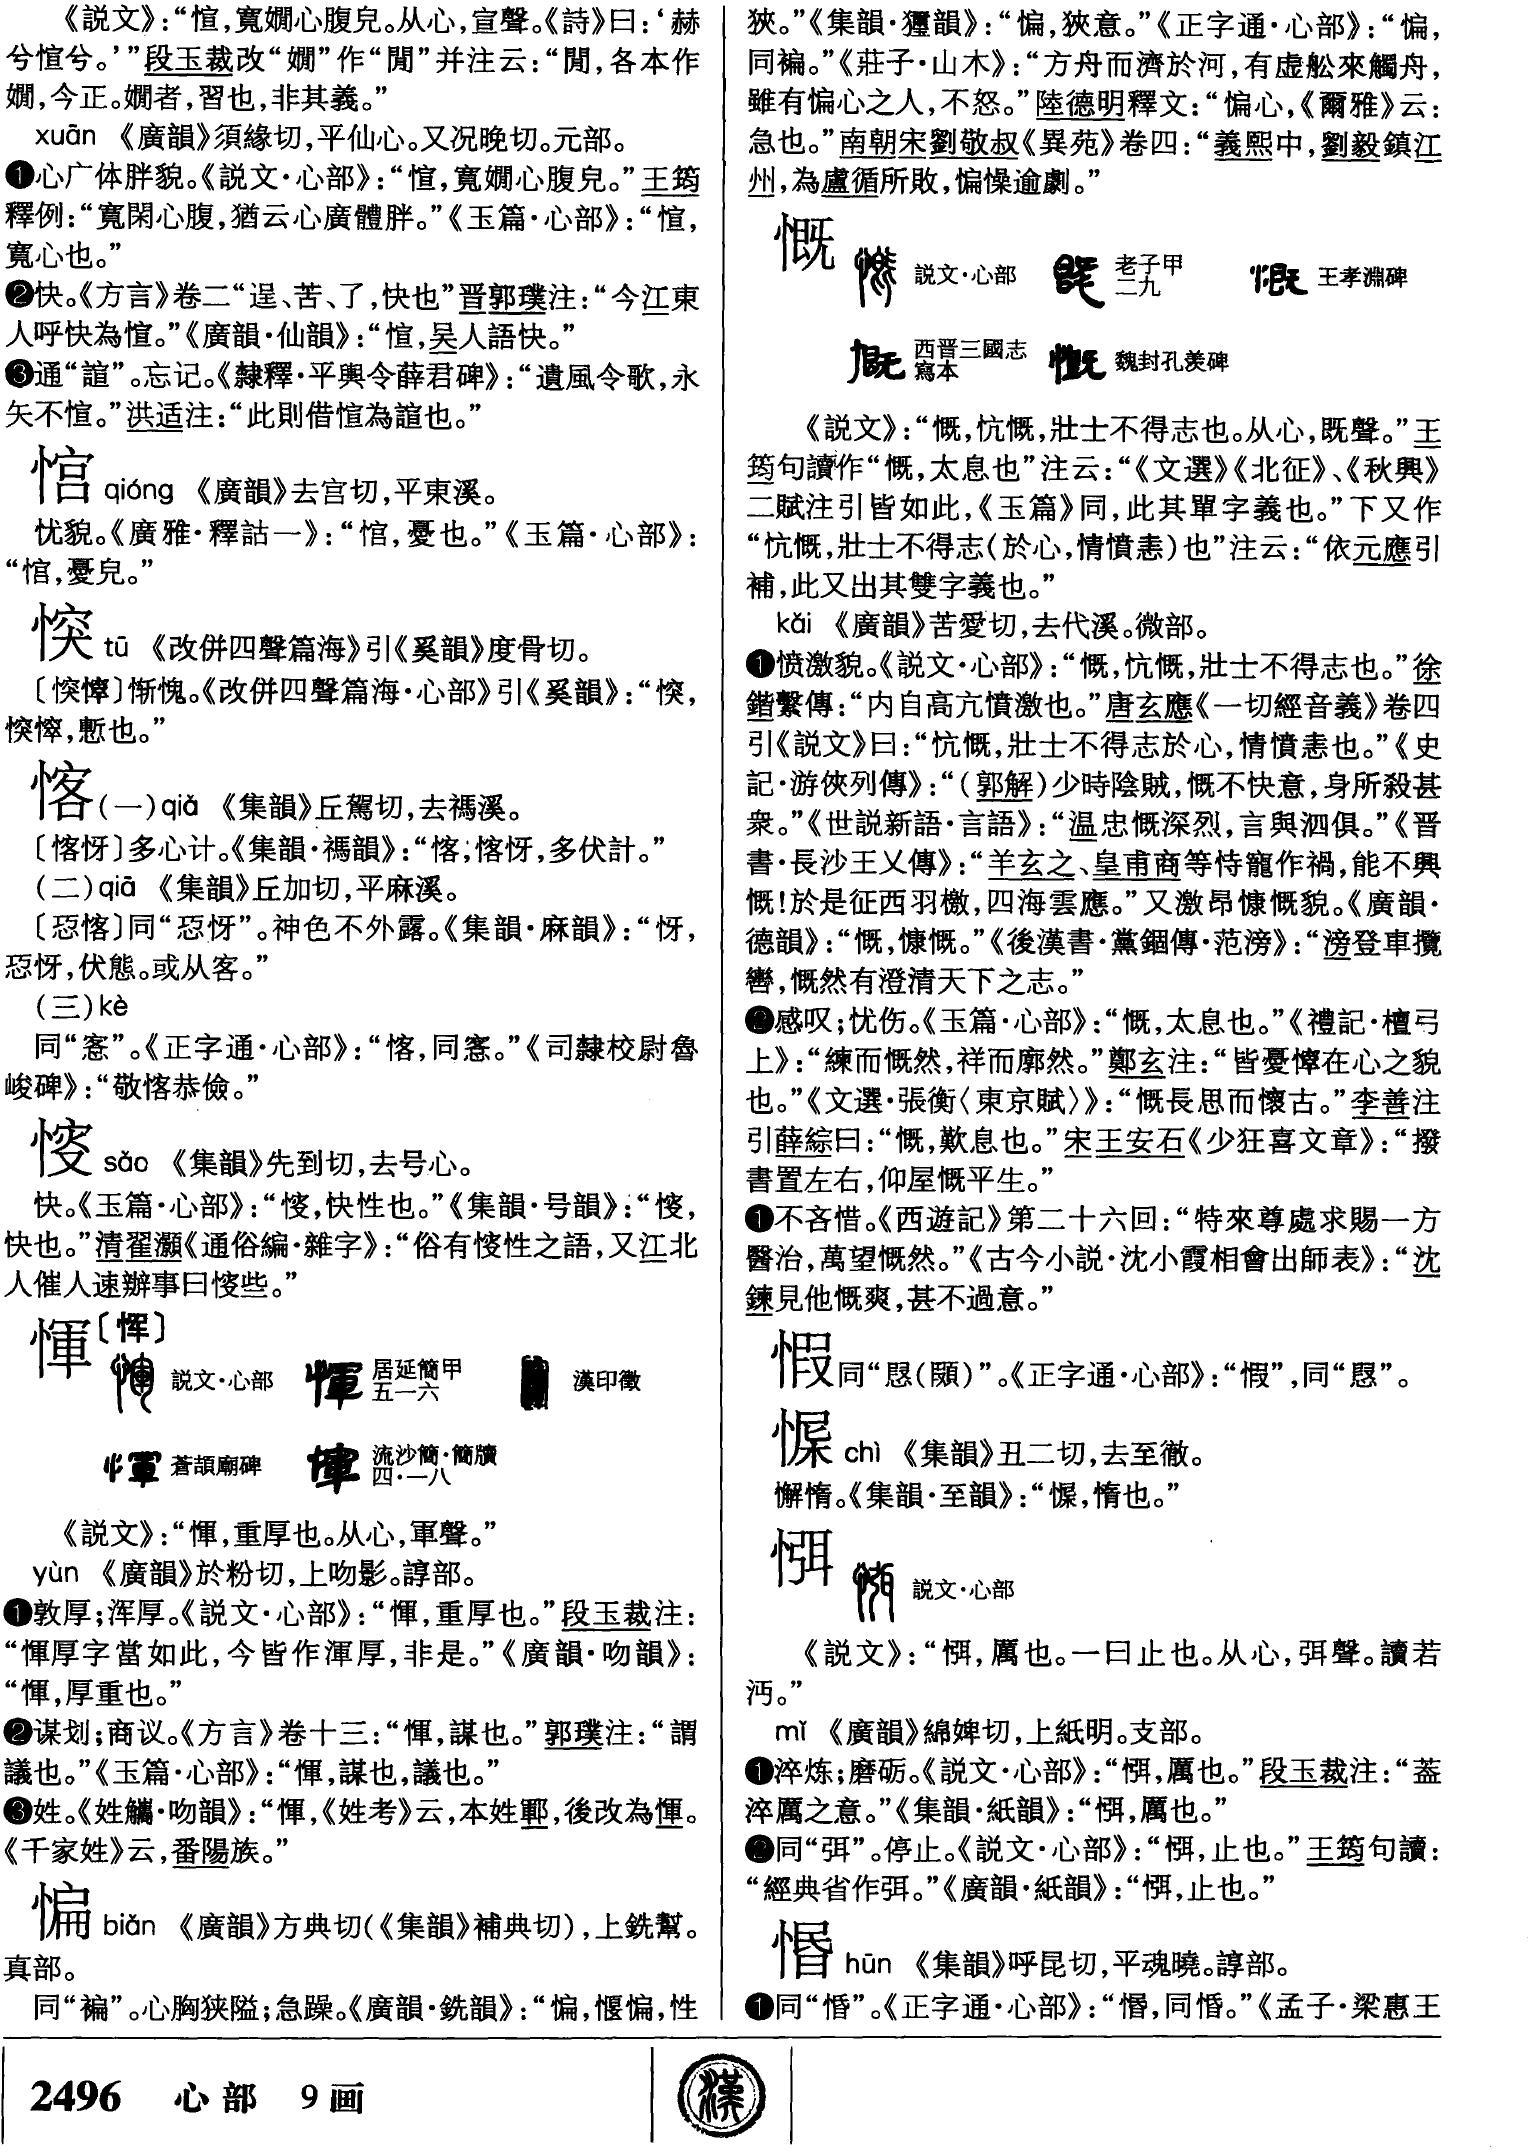 《説文》：“愃，寬嫺心腹皃。从心，宣聲。《詩》曰：‘赫
兮愃兮。’”段玉裁改“嫺”作“閒”并注云：“閒，各本作
嫺，今正。嫺者，習也，非其義。”
xuān 《廣韻》須緣切，平仙心。又况晚切。元部。
❶心广体胖貌。《説文·心部》：“愃，寬嫺心腹皃。”王筠
釋例：“寬閑心腹，猶云心廣體胖。”《玉篇·心部》：“愃，
寬心也。”
❷快。《方言》卷二“逞、苦、了，快也”晋郭璞注：“今江東
人呼快為愃。”《廣韻·仙韻》：“愃，吴人語快。”
❸通“諠”。忘记。《隸釋·平輿令薛君碑》：“遺風令歌，永
矢不愃。”洪适注：“此則借愃為諠也。”
悺 qióng 《廣韻》去宫切，平東溪。
忧貌。《廣雅·釋詁一》：“悺，憂也。”《玉篇·心部》：
“悺，憂皃。”
tū 《改併四聲篇海》引《奚韻》度骨切。
惭愧。《改併四聲篇海·心部》引《奚韻》：
慙也。”
愘(一)qià 《集韻》丘駕切，去禡溪。
〔愘㤉〕多心计。《集韻·禡韻》：“愘，愘㤉，多伏計。”
(二)qiā 《集韻》丘加切，平麻溪。
〔㤩愘〕同“㤩㤉”。神色不外露。《集韻·麻韻》：“㤉，
㤩㤉，伏態。或从客。”
(三)kè
同“愙”。《正字通·心部》：“愘，同愙。”《司隸校尉魯
峻碑》：“敬愘恭儉。”
㥰 sào 《集韻》先到切，去号心。
快。《玉篇·心部》：“㥰，快性也。”《集韻·号韻》：“㥰，
快也。”清翟灝《通俗編·雜字》：“俗有㥰性之語，又江北
人催人速辦事曰㥰些。”
惲〔恽〕
説文·心部 居延簡甲五一六 漢印徵
蒼頡廟碑 流沙簡·簡牘四·一八
《説文》：“惲，重厚也。从心，軍聲。”
yùn 《廣韻》於粉切，上吻影。諄部。
❶敦厚；浑厚。《説文·心部》：“惲，重厚也。”段玉裁注：
“惲厚字當如此，今皆作渾厚，非是。”《廣韻·吻韻》：
“惲，厚重也。”
❷谋划；商议。《方言》卷十三：“惲，謀也。”郭璞注：“謂
議也。”《玉篇·心部》：“惲，謀也，議也。”
❸姓。《姓觿·吻韻》：“惲，《姓考》云，本姓鄆，後改為惲。
《千家姓》云，番陽族。”
惼 biǎn 《廣韻》方典切(《集韻》補典切)，上銑幫。
真部。
同“褊”。心胸狭隘；急躁。《廣韻·銑韻》：“惼，愝惼，性
狹。”《集韻·𤣗韻》：“惼，狹意。”《正字通·心部》：“惼，
同褊。”《莊子·山木》：“方舟而濟於河，有虚舩來觸舟，
雖有惼心之人，不怒。”陸德明釋文：“惼心，《爾雅》云：
急也。”南朝宋劉敬叔《異苑》卷四：“義熙中，劉毅鎮江
州，為盧循所敗，惼懆逾劇。”
慨
説文·心部 老子甲二九 王孝淵碑
西晋三國志寫本 魏封孔羨碑
《説文》：“慨，忼慨，壯士不得志也。从心，既聲。”王
筠句讀作“慨，太息也”注云：“《文選》《北征》、《秋興》
二賦注引皆如此，《玉篇》同，此其單字義也。”下又作
“忼慨，壯士不得志(於心，情憤恚)也”注云：“依元應引
補，此又出其雙字義也。”
kǎi 《廣韻》苦愛切，去代溪。微部。
❶愤激貌。《説文·心部》：“慨，忼慨，壯士不得志也。”徐
鍇繫傳：“内自高亢憤激也。”唐玄應《一切經音義》卷四
引《説文》曰：“忼慨，壯士不得志於心，情憤恚也。”《史
記·游俠列傳》：“(郭解)少時陰賊，慨不快意，身所殺甚
衆。”《世説新語·言語》：“温忠慨深烈，言與泗俱。”《晋
書·長沙王乂傳》：“羊玄之、皇甫商等恃寵作禍，能不興
慨！於是征西羽檄，四海雲應。”又激昂慷慨貌。《廣韻·
德韻》：“慨，慷慨。”《後漢書·黨錮傳·范滂》：“滂登車攬
轡，慨然有澄清天下之志。”
❷感叹；忧伤。《玉篇·心部》：“慨，太息也。”《禮記·檀弓
上》：“練而慨然，祥而廓然。”鄭玄注：“皆憂悼在心之貌
也。”《文選·張衡〈東京賦〉》：“慨長思而懷古。”李善注
引薛綜曰：“慨，歎息也。”宋王安石《少狂喜文章》：“撥
書置左右，仰屋慨平生。”
❶不吝惜。《西遊記》第二十六回：“特來尊處求賜一方
醫治，萬望慨然。”《古今小説·沈小霞相會出師表》：“沈
鍊見他慨爽，甚不過意。”
同 《正字通·心部》：
chì 《集韻》丑二切，去至徹。
懈惰。《集韻·至韻》： 惰也。”
㥝
説文·心部
《説文》：“㥝，厲也。一曰止也。从心，弭聲。讀若
沔。”
mǐ 《廣韻》綿婢切，上紙明。支部。
❶淬炼；磨砺。《説文·心部》：“㥝，厲也。”段玉裁注：“葢
淬厲之意。”《集韻·紙韻》：“㥝，厲也。”
❷同“弭”。停止。《説文·心部》：“㥝，止也。”王筠句讀：
“經典省作弭。”《廣韻·紙韻》：“㥝，止也。”
惛 hūn 《集韻》呼昆切，平魂曉。諄部。
❶同“惛”。《正字通·心部》： 同惛。”《孟子·梁惠王
2496 心部 9画
漢